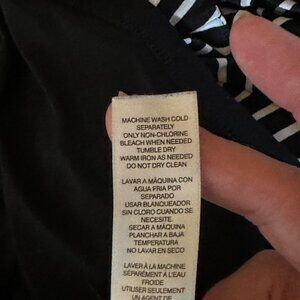 MACHINE WASH COLD
SEPARATELY
ONLY NON-CHLORINE
BLEACH WHEN NEEDED
TUMBLE DRY
WARM IRON AS NEEDED
DO NOT DRY CLEAN
LAVAR A MÁQUINA CON
AGUA FRIA POR
SEPARADO
USAR BLANQUEADOR
SIN CLORO CUANDO SE
NECESITE.
SECAR A MÁQUINA
PLANCHAR A BAJA
TEMPERATURA
NO LAVAR EN SECO
LAVER À LA MACHINE
SÉPARÉMENT À L'EAU
FROIDE
UTILISER SEULEMENT
UN AGENT DE